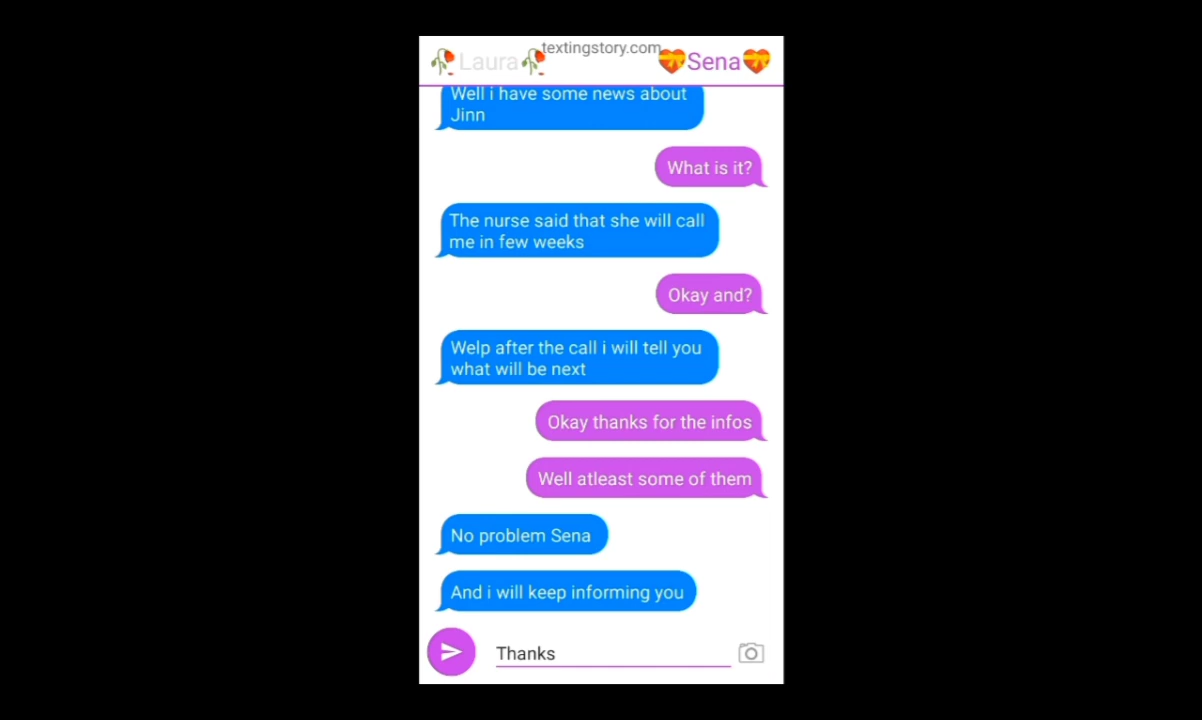 textingstory.com
🥀Laura🥀 💝Sena💝
Well i have some news about
Jinn
What is it?
The nurse said that she will call
me in few weeks
Okay and?
Welp after the call i will tell you
what will be next
Okay thanks for the infos
Well atleast some of them
No problem Sena
And i will keep informing you
Thanks